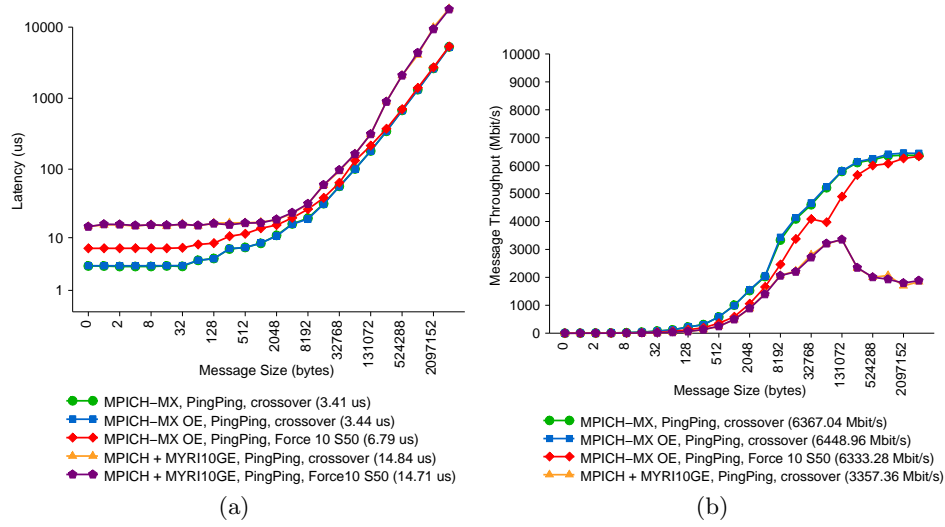 10000
1000
100
10
1
Latency (us)
0
2
8
32
128
512
2048
8192
32768
131072
524288
2097152
Message Size (bytes)
MPICH−MX, PingPing, crossover (3.41 us)
MPICH−MX OE, PingPing, crossover (3.44 us)
MPICH−MX OE, PingPing, Force 10 S50 (6.79 us)
MPICH + MYRI10GE, PingPing, crossover (14.84 us)
MPICH + MYRI10GE, PingPing, Force10 S50 (14.71 us)
(a)
10000
9000
8000
7000
6000
5000
4000
3000
2000
1000
0
Message Throughput (Mbit/s)
0
2
8
32
128
512
2048
8192
32768
131072
524288
2097152
Message Size (bytes)
MPICH−MX, PingPing, crossover (6367.04 Mbit/s)
MPICH−MX OE, PingPing, crossover (6448.96 Mbit/s)
MPICH−MX OE, PingPing, Force 10 S50 (6333.28 Mbit/s)
MPICH + MYRI10GE, PingPing, crossover (3357.36 Mbit/s)
(b)